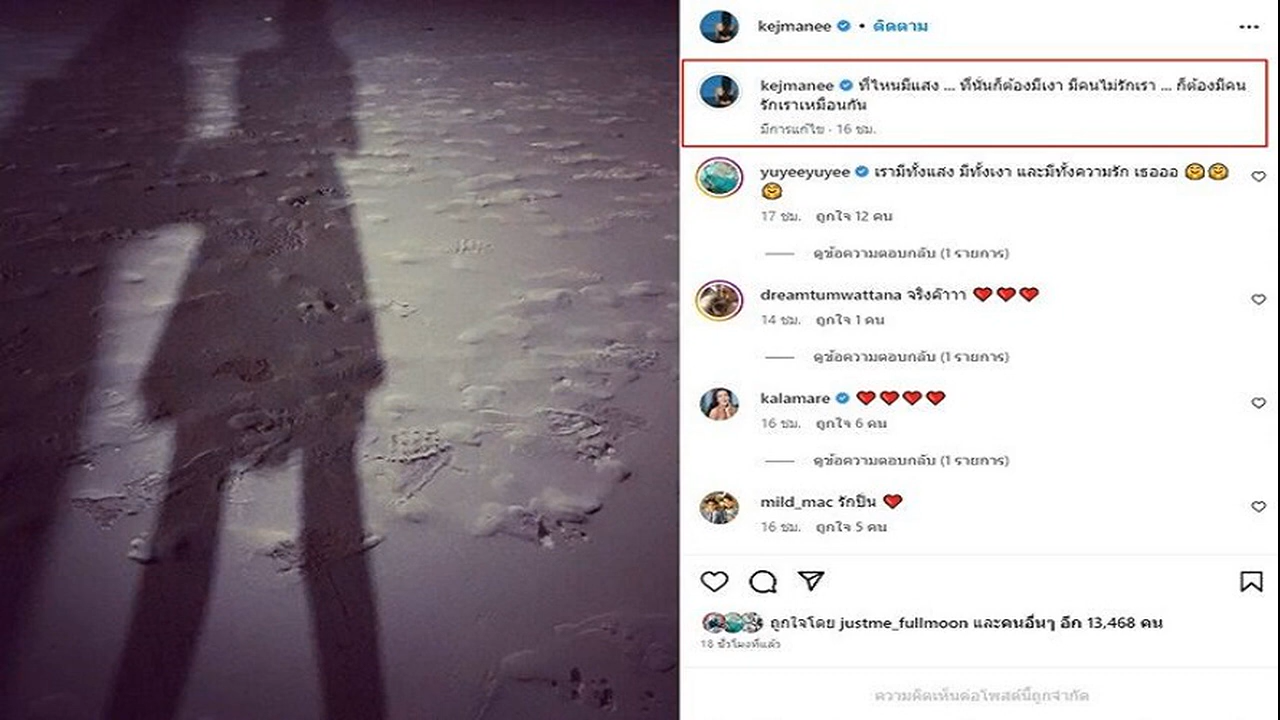 kejmanee • ติดตาม
kejmanee ที่ไหนมีแสง ... ที่นั่นก็ต้องมีเงา มีคนไม่รักเรา ... ก็ต้องมีคน
รักเราเหมือนกัน
มีการแก้ไข · 16 ชม.
yuyeeyuyee เรามีทั้งแสง มีทั้งเงา และมีทั้งความรัก เธอออ 🤗🤗
🤗
17 ชม. ถูกใจ 12 คน
ดูข้อความตอบกลับ (1 รายการ)
dreamtumwattana จริงค๊าาา ❤️❤️❤️
14 ชม. ถูกใจ 1 คน
ดูข้อความตอบกลับ (1 รายการ)
kalamare ❤️❤️❤️❤️
16 ชม. ถูกใจ 6 คน
ดูข้อความตอบกลับ (1 รายการ)
mild_mac รักปิ่น ❤️
16 ชม. ถูกใจ 5 คน
ถูกใจโดย justme_fullmoon และคนอื่นๆ อีก 13,468 คน
18 ชั่วโมงที่แล้ว
ความคิดเห็นต่อโพสต์นี้ถูกจำกัด